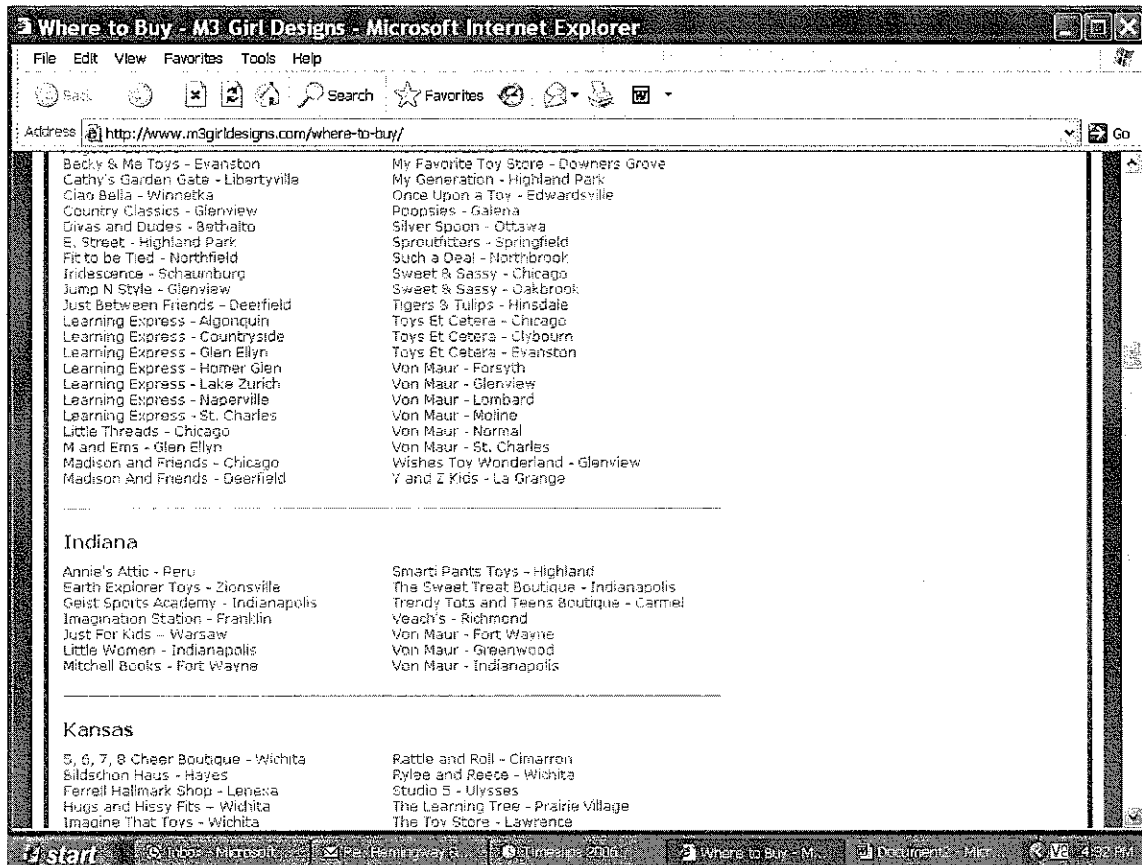 Where to Buy - M3 Girl Designs - Microsoft Internet Explorer
File Edit View Favorites Tools Help
Back Search Favorites
Address http://www.m3girldesigns.com/where-to-buy/ Go
Becky & Me Toys - Evanston
Cathy's Garden Gate - Libertyville
Ciao Bella - Winnetka
Country Classics - Glenview
Divas and Dudes - Bethalto
E. Street - Highland Park
Fit to be Tied - Northfield
Iridescence - Schaumburg
Jump N Style - Glenview
Just Between Friends - Deerfield
Learning Express - Algonquin
Learning Express - Countryside
Learning Express - Glen Ellyn
Learning Express - Homer Glen
Learning Express - Lake Zurich
Learning Express - Naperville
Learning Express - St. Charles
Little Threads - Chicago
M and Ems - Glen Ellyn
Madison and Friends - Chicago
Madison And Friends - Deerfield
My Favorite Toy Store - Downers Grove
My Generation - Highland Park
Once Upon a Toy - Edwardsville
Poopsies - Galena
Silver Spoon - Ottawa
Sproutfitters - Springfield
Such a Deal - Northbrook
Sweet & Sassy - Chicago
Sweet & Sassy - Oakbrook
Tigers & Tulips - Hinsdale
Toys Et Cetera - Chicago
Toys Et Cetera - Clybourn
Toys Et Cetera - Evanston
Von Maur - Forsyth
Von Maur - Glenview
Von Maur - Lombard
Von Maur - Moline
Von Maur - Normal
Von Maur - St. Charles
Wishes Toy Wonderland - Glenview
Y and Z Kids - La Grange
Indiana
Annie's Attic - Peru
Earth Explorer Toys - Zionsville
Geist Sports Academy - Indianapolis
Imagination Station - Franklin
Just For Kids - Warsaw
Little Women - Indianapolis
Mitchell Books - Fort Wayne
Smarti Pants Toys - Highland
The Sweet Treat Boutique - Indianapolis
Trendy Tots and Teens Boutique - Carmel
Veach's - Richmond
Von Maur - Fort Wayne
Von Maur - Greenwood
Von Maur - Indianapolis
Kansas
5, 6, 7, 8 Cheer Boutique - Wichita
Bildschon Haus - Hayes
Ferrell Hallmark Shop - Lenexa
Hugs and Hissy Fits - Wichita
Imagine That Toys - Wichita
Rattle and Roll - Cimarron
Rylee and Reece - Wichita
Studio 5 - Ulysses
The Learning Tree - Prairie Village
The Toy Store - Lawrence
start Inbox - Microsoft... Re: Hemingway &... Timeslips 2006... Where to Buy - M... Document2 - Micr... 4:32 PM